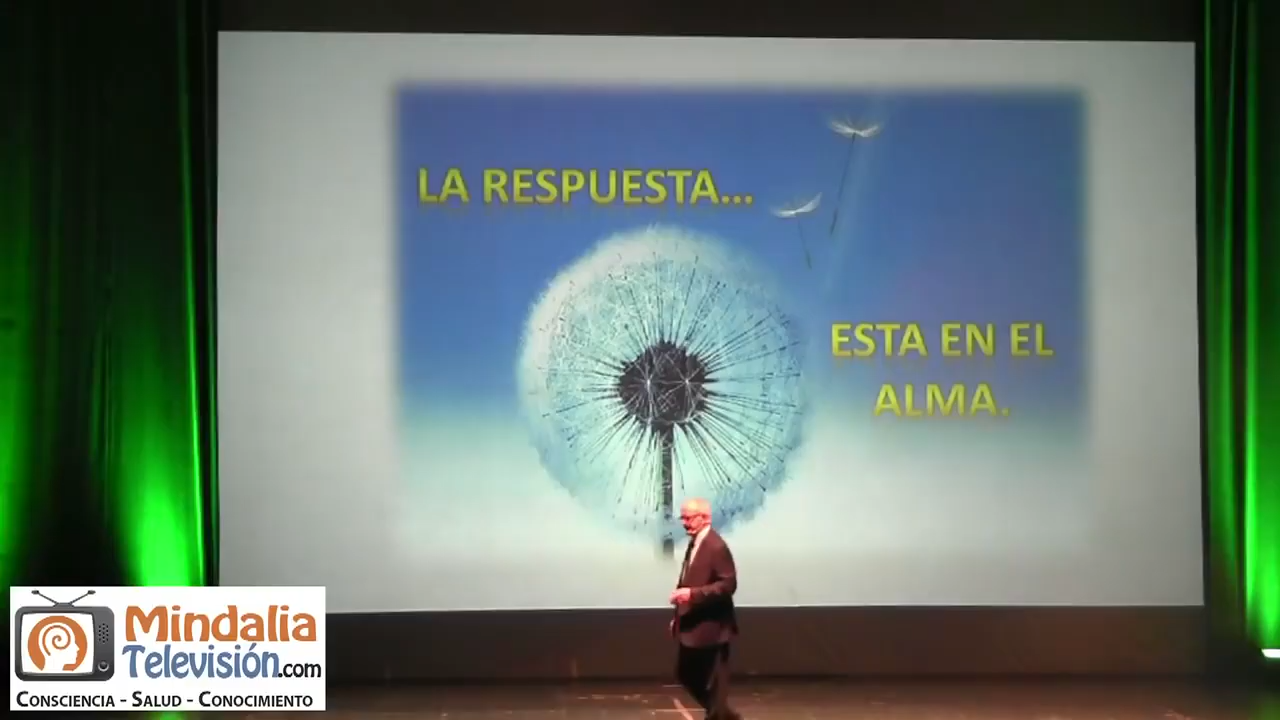 LA RESPUESTA...
ESTA EN EL
ALMA.
Mindalia
Televisión.com
CONSCIENCIA - SALUD - CONOCIMIENTO